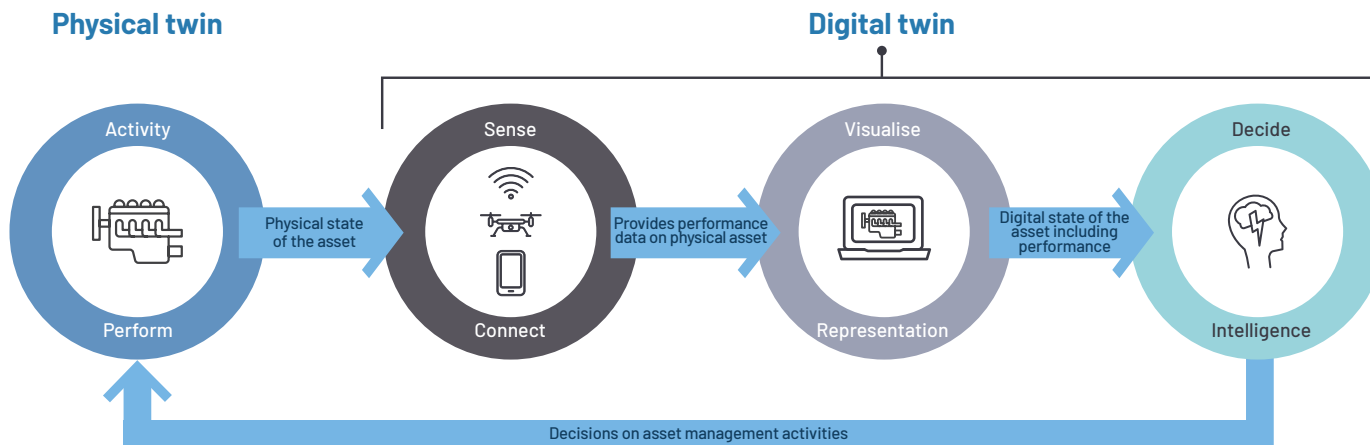 Physical twin
Digital twin
Activity
Perform
Physical state
of the asset
Sense
Connect
Provides performance
data on physical asset
Visualise
Representation
Digital state of the
asset including
performance
Decide
Intelligence
Decisions on asset management activities